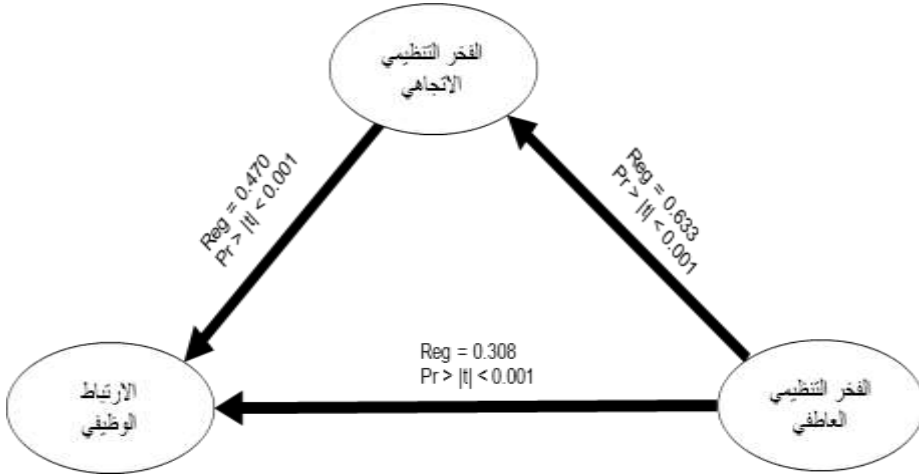 الفخر التنظيمي
الاتجاهي
Reg = 0.470
Pr > |t| < 0.001
Reg = 0.633
Pr > |t| < 0.001
Reg = 0.308
Pr > |t| < 0.001
الارتباط
الوظيفي
الفخر التنظيمي
العاطفي